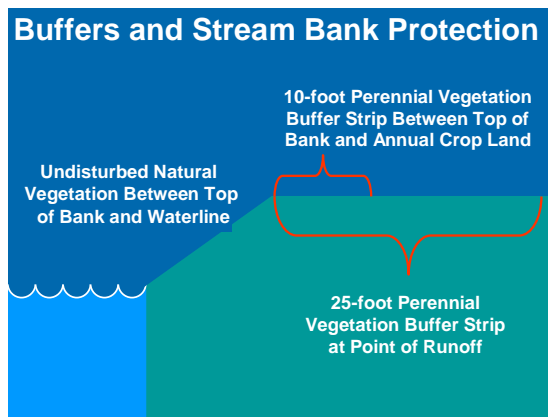 Buffers and Stream Bank Protection
10-foot Perennial Vegetation
Buffer Strip Between Top of
Bank and Annual Crop Land
Undisturbed Natural
Vegetation Between Top
of Bank and Waterline
25-foot Perennial
Vegetation Buffer Strip
at Point of Runoff